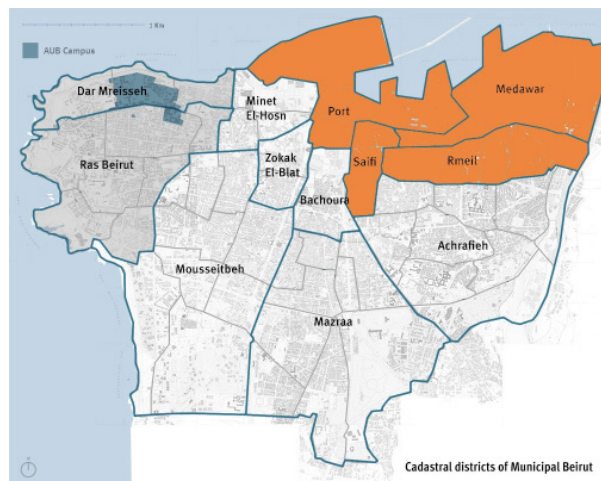 1 Km
AUB Campus
Dar Mreisseh
Minet
El-Hosn
Port
Medawar
Ras Beirut
Zokak
El-Blat
Saifi
Rmeil
Bachoura
Achrafieh
Mousseitbeh
Mazraa
Cadastral districts of Municipal Beirut